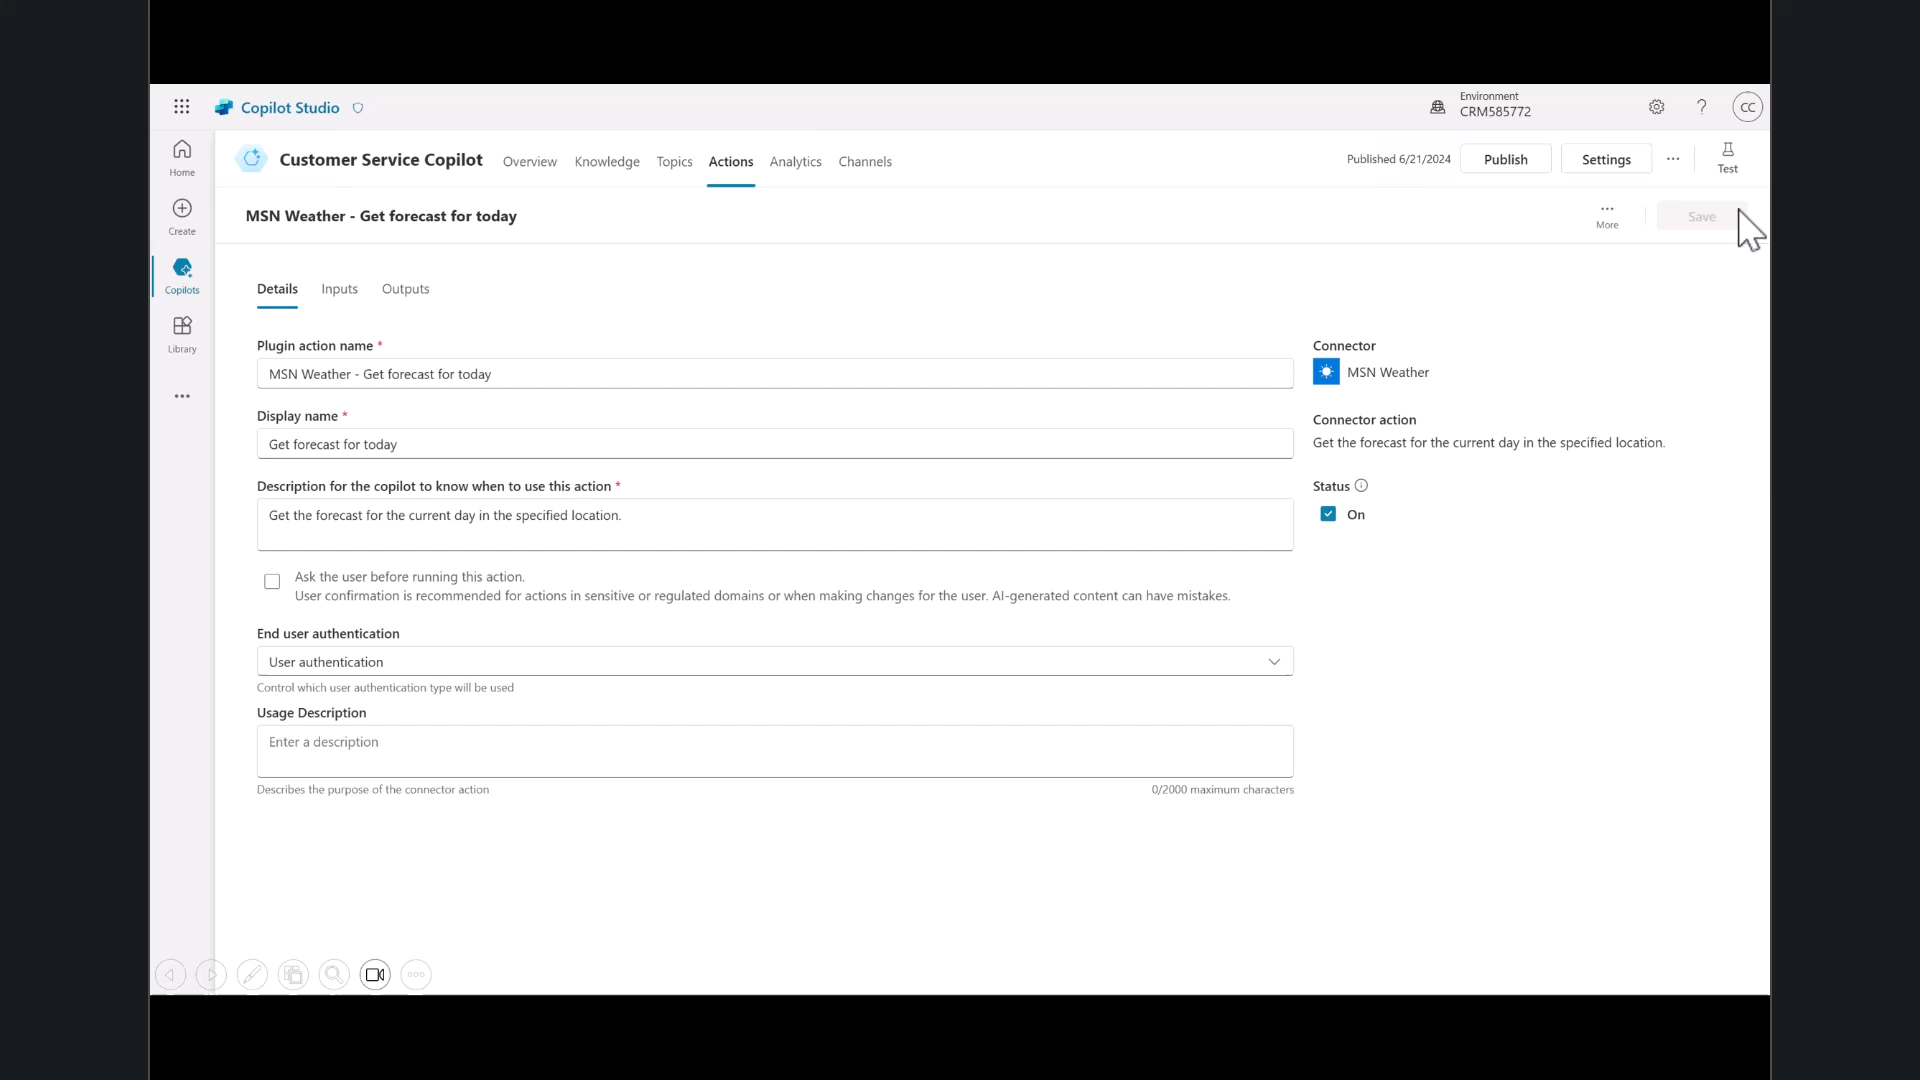 Copilot Studio
Environment
CRM585772
?
CC
Home
Create
Copilots
Library
Customer Service Copilot
Overview
Knowledge
Topics
Actions
Analytics
Channels
Published 6/21/2024
Publish
Settings
Test
MSN Weather - Get forecast for today
More
Save
Details
Inputs
Outputs
Plugin action name *
MSN Weather - Get forecast for today
Display name *
Get forecast for today
Description for the copilot to know when to use this action *
Get the forecast for the current day in the specified location.
Ask the user before running this action.
User confirmation is recommended for actions in sensitive or regulated domains or when making changes for the user. AI-generated content can have mistakes.
End user authentication
User authentication
Control which user authentication type will be used
Usage Description
Enter a description
Describes the purpose of the connector action
0/2000 maximum characters
Connector
MSN Weather
Connector action
Get the forecast for the current day in the specified location.
Status
On